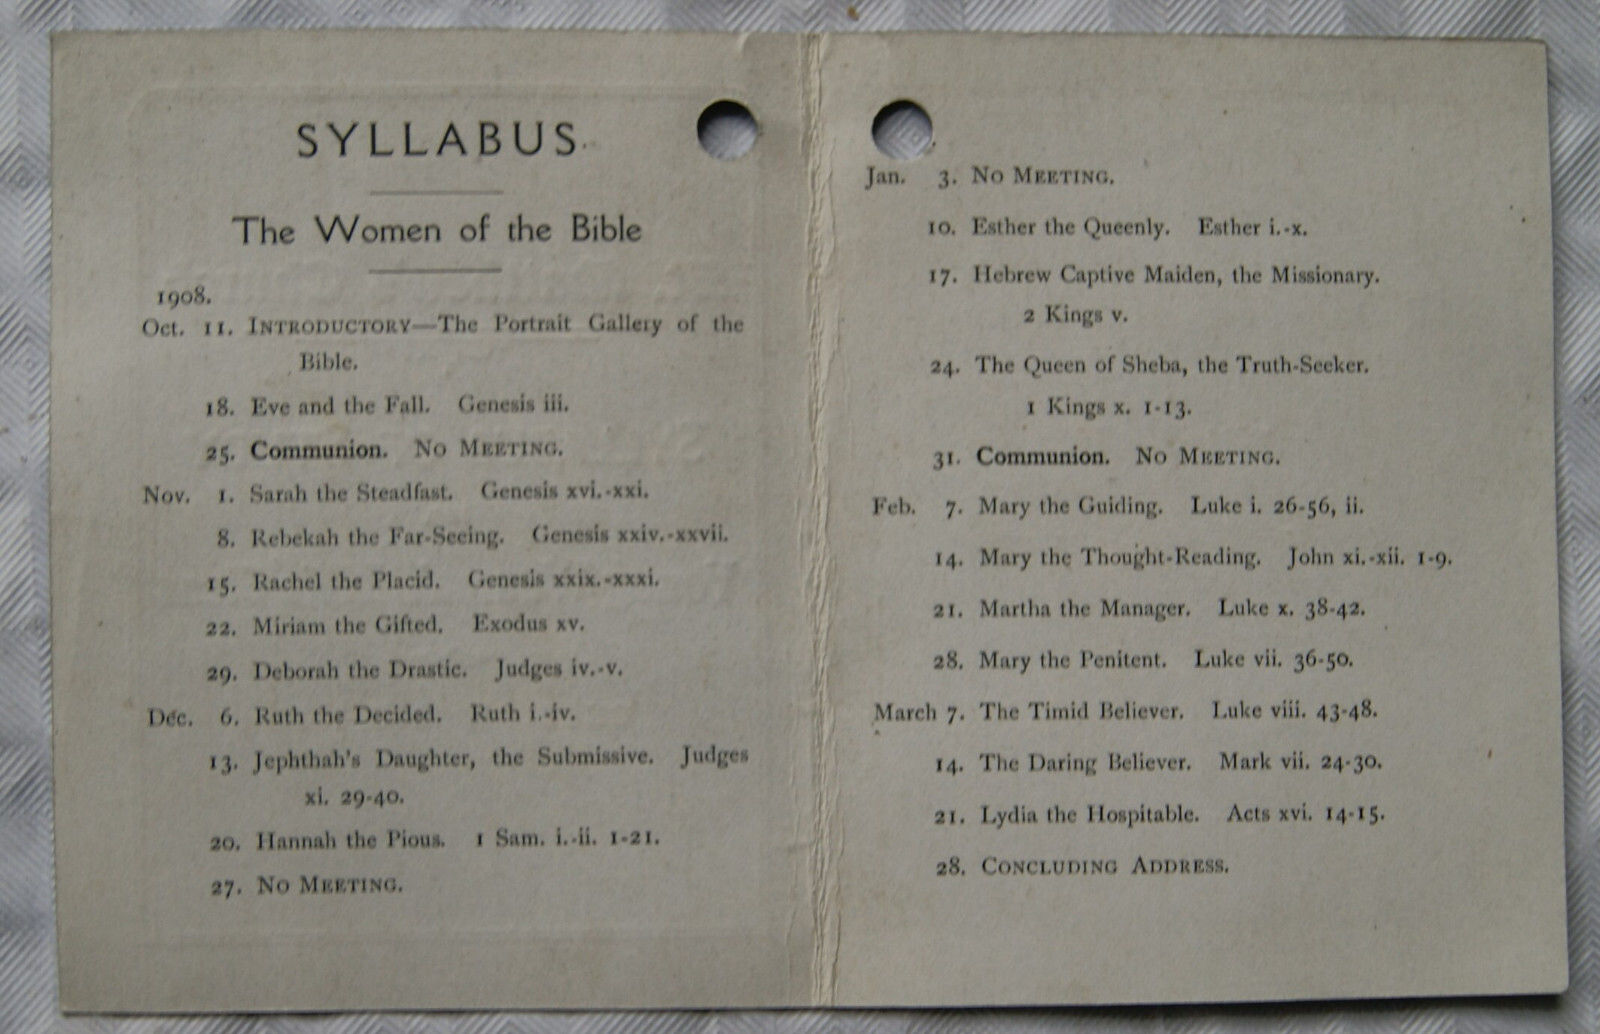 SYLLABUS.
The Women of the Bible
1908.
Oct. 11. INTRODUCTORY—The Portrait Gallery of the
Bible.
18. Eve and the Fall. Genesis iii.
25. Communion. NO MEETING.
Nov. 1. Sarah the Steadfast. Genesis xvi.-xxi.
8. Rebekah the Far-Seeing. Genesis xxiv.-xxvii.
15. Rachel the Placid. Genesis xxix.-xxxi.
22. Miriam the Gifted. Exodus xv.
29. Deborah the Drastic. Judges iv.-v.
Dec. 6. Ruth the Decided. Ruth i.-iv.
13. Jephthah's Daughter, the Submissive. Judges
xi. 29-40.
20. Hannah the Pious. 1 Sam. i.-ii. 1-21.
27. NO MEETING.
Jan. 3. NO MEETING.
10. Esther the Queenly. Esther i.-x.
17. Hebrew Captive Maiden, the Missionary.
2 Kings v.
24. The Queen of Sheba, the Truth-Seeker.
1 Kings x. 1-13.
31. Communion. NO MEETING.
Feb. 7. Mary the Guiding. Luke i. 26-56, ii.
14. Mary the Thought-Reading. John xi.-xii. 1-9.
21. Martha the Manager. Luke x. 38-42.
28. Mary the Penitent. Luke vii. 36-50.
March 7. The Timid Believer. Luke viii. 43-48.
14. The Daring Believer. Mark vii. 24-30.
21. Lydia the Hospitable. Acts xvi. 14-15.
28. CONCLUDING ADDRESS.